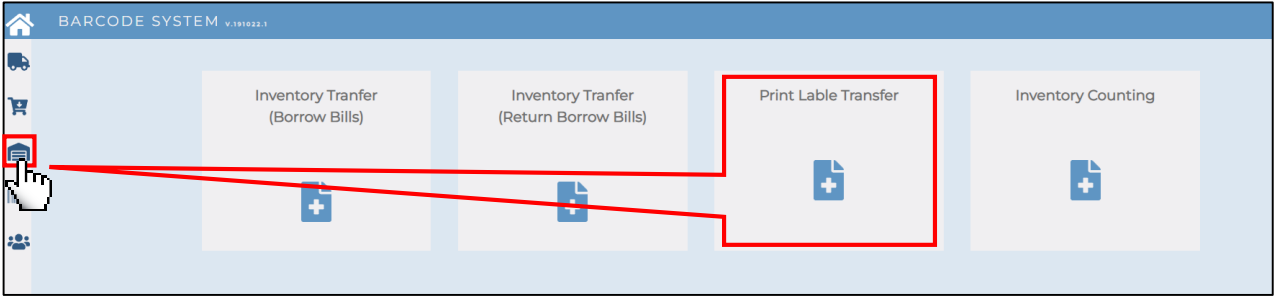 BARCODE SYSTEM v.191022.1
Inventory Tranfer
(Borrow Bills)
Inventory Tranfer
(Return Borrow Bills)
Print Lable Transfer
Inventory Counting